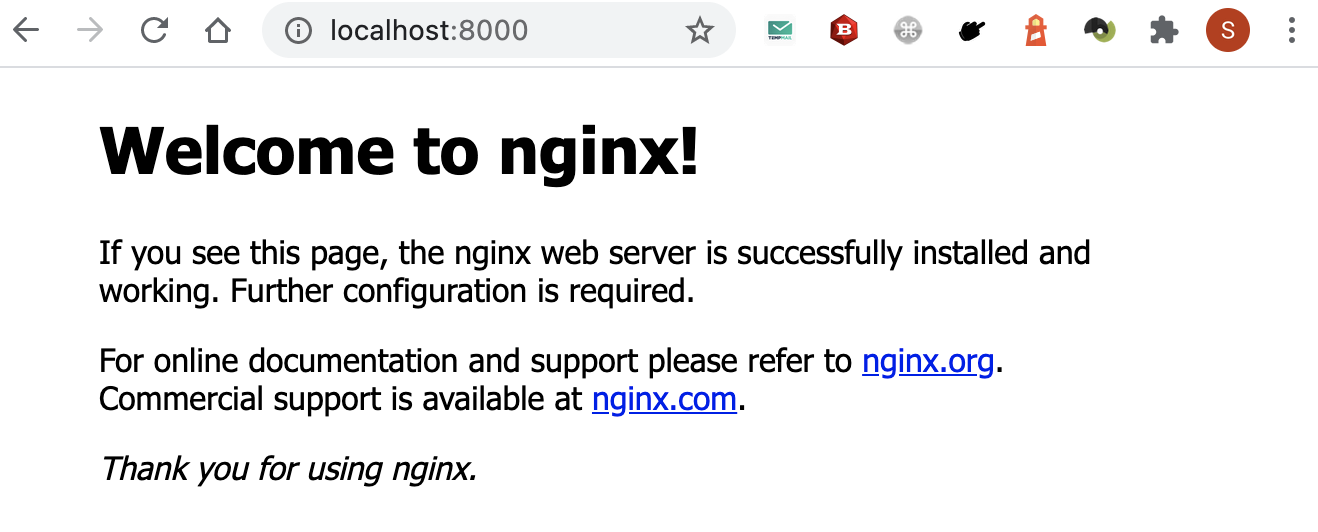 localhost:8000
TEMPMAIL
B
S
Welcome to nginx!
If you see this page, the nginx web server is successfully installed and
working. Further configuration is required.
For online documentation and support please refer to nginx.org.
Commercial support is available at nginx.com.
Thank you for using nginx.